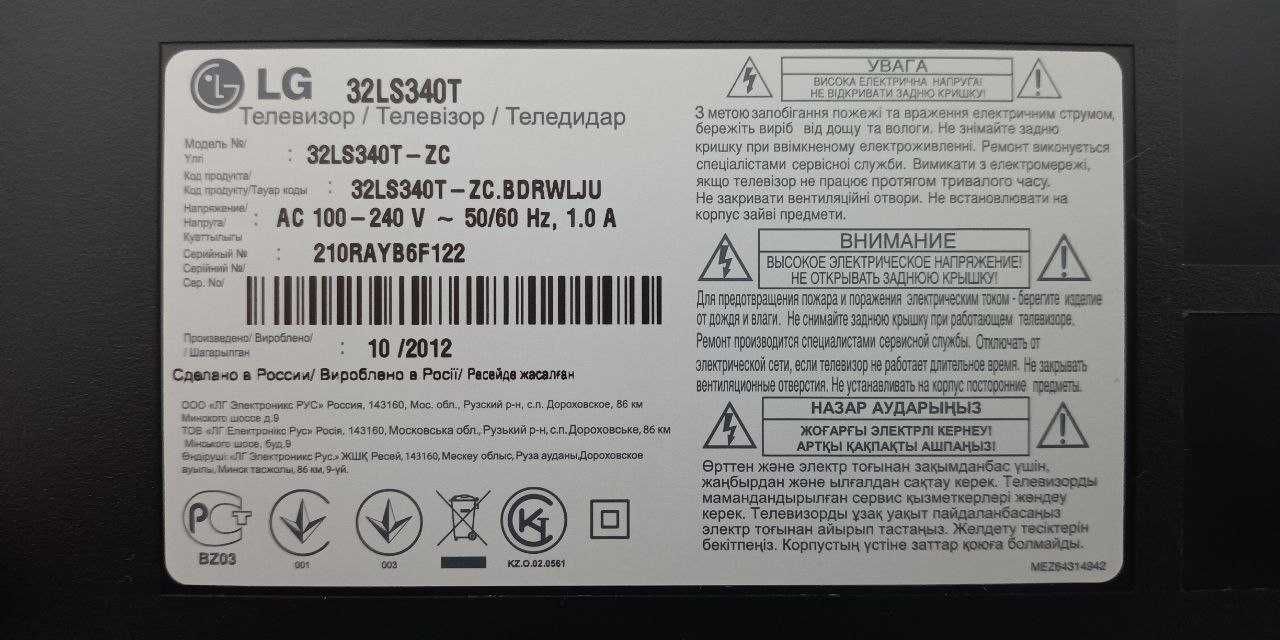 LG 32LS340T
Телевизор / Телевізор / Теледидар
Модель №/
Улгі : 32LS340T-ZC
Код продукта/
Код продукту/Тауар коды : 32LS340T-ZC.BDRWLJU
Напряжение/
Напруга/ : AC 100-240 V ~ 50/60 Hz, 1.0 A
Куаттылыгы
Серийный № : 210RAYB6F122
Серійний №/
Сер. No/
Произведено/ Вироблено/
/ Шагарылган : 10 /2012
Сделано в России/ Вироблено в Росії/ Ресейде жасалған
ООО «ЛГ Электроникс РУС» Россия, 143160, Мос. обл., Рузский р-н, с.п. Дороховское, 86 км
Минского шоссе д.9
ТОВ «ЛГ Електронікс Рус» Росія, 143160, Московська обл., Рузький р-н, с.п.Дороховське, 86 км
Мінського шосе, буд.9
Өндіруші:«ЛГ Электроникс Рус.» ЖШҚ Ресей, 143160, Мескеу облыс, Руза ауданы,Дороховское
ауылы, Минск тасжолы, 86 км, 9-уй.
РСТ
BZ03
001
003
KZ.O.02.0561
УВАГА
ВИСОКА ЕЛЕКТРИЧНА НАПРУГА!
НЕ ВІДКРИВАТИ ЗАДНЮ КРИШКУ!
З метою запобігання пожежі та враження електричним струмом,
бережіть виріб від дощу та вологи. Не знімайте задню
кришку при ввімкненому електроживленні. Ремонт виконується
спеціалістами сервісної служби. Вимикати з електромережі,
якщо телевізор не працює протягом тривалого часу.
Не закривати вентиляційні отвори. Не встановлювати на
корпус зайві предмети.
ВНИМАНИЕ
ВЫСОКОЕ ЭЛЕКТРИЧЕСКОЕ НАПРЯЖЕНИЕ!
НЕ ОТКРЫВАТЬ ЗАДНЮЮ КРЫШКУ!
Для предотвращения пожара и поражения электрическим током - берегите изделие
от дождя и влаги. Не снимайте заднюю крышку при работающем телевизоре.
Ремонт производится специалистами сервисной службы. Отключать от
электрической сети, если телевизор не работает длительное время. Не закрывать
вентиляционные отверстия. Не устанавливать на корпус посторонние предметы.
НАЗАР АУДАРЫҢЫЗ
ЖОҒАРҒЫ ЭЛЕКТРЛІ КЕРНЕУ!
АРТҚЫ ҚАҚПАҚТЫ АШПАҢЫЗ!
Өрттен және электр тоғынан зақымданбас үшін,
жаңбырдан және ылғалдан сақтау керек. Телевизорды
мамандандырылған сервис қызметкерлері жөндеу
керек. Телевизорды ұзақ уақыт пайдаланбасаңыз
электр тоғынан айырып тастаңыз. Желдету тесіктерін
бекітпеңіз. Корпустың үстіне заттар қоюға болмайды.
MEZ64314942